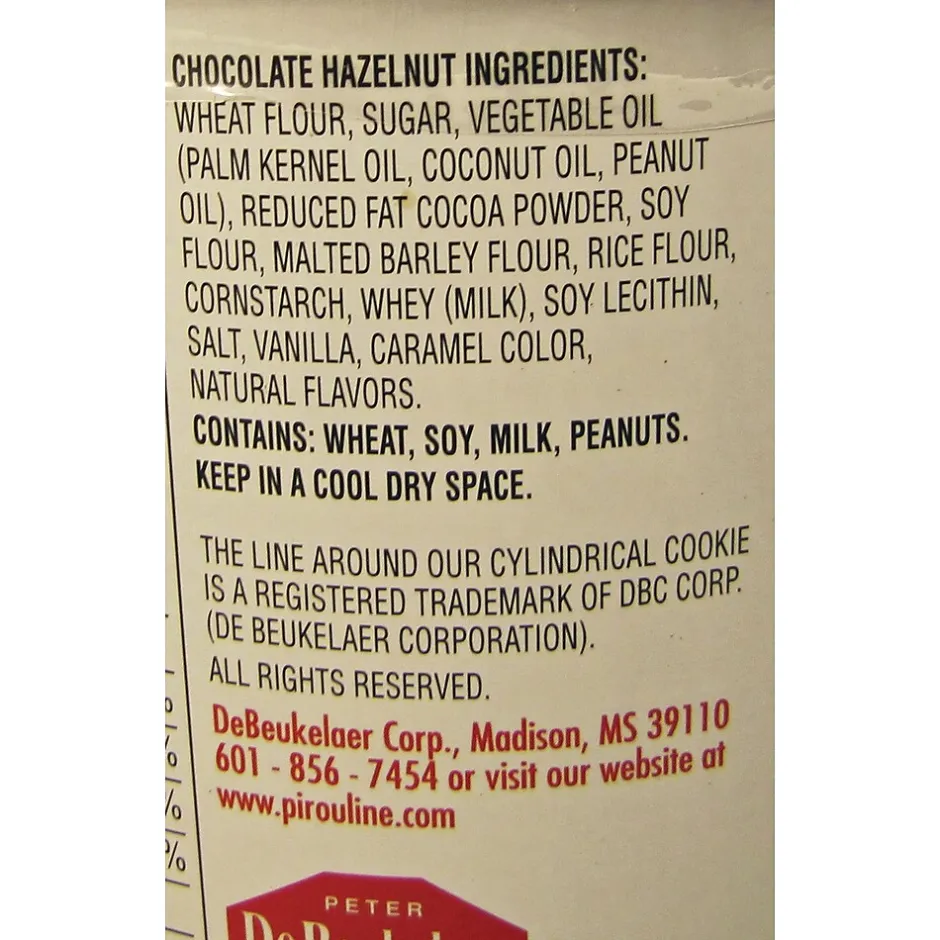 CHOCOLATE HAZELNUT INGREDIENTS:
WHEAT FLOUR, SUGAR, VEGETABLE OIL
(PALM KERNEL OIL, COCONUT OIL, PEANUT
OIL), REDUCED FAT COCOA POWDER, SOY
FLOUR, MALTED BARLEY FLOUR, RICE FLOUR,
CORNSTARCH, WHEY (MILK), SOY LECITHIN,
SALT, VANILLA, CARAMEL COLOR,
NATURAL FLAVORS.
CONTAINS: WHEAT, SOY, MILK, PEANUTS.
KEEP IN A COOL DRY SPACE.
THE LINE AROUND OUR CYLINDRICAL COOKIE
IS A REGISTERED TRADEMARK OF DBC CORP.
(DE BEUKELAER CORPORATION).
ALL RIGHTS RESERVED.
DeBeukelaer Corp., Madison, MS 39110
601 - 856 - 7454 or visit our website at
www.pirouline.com
%
%
%
%
PETER